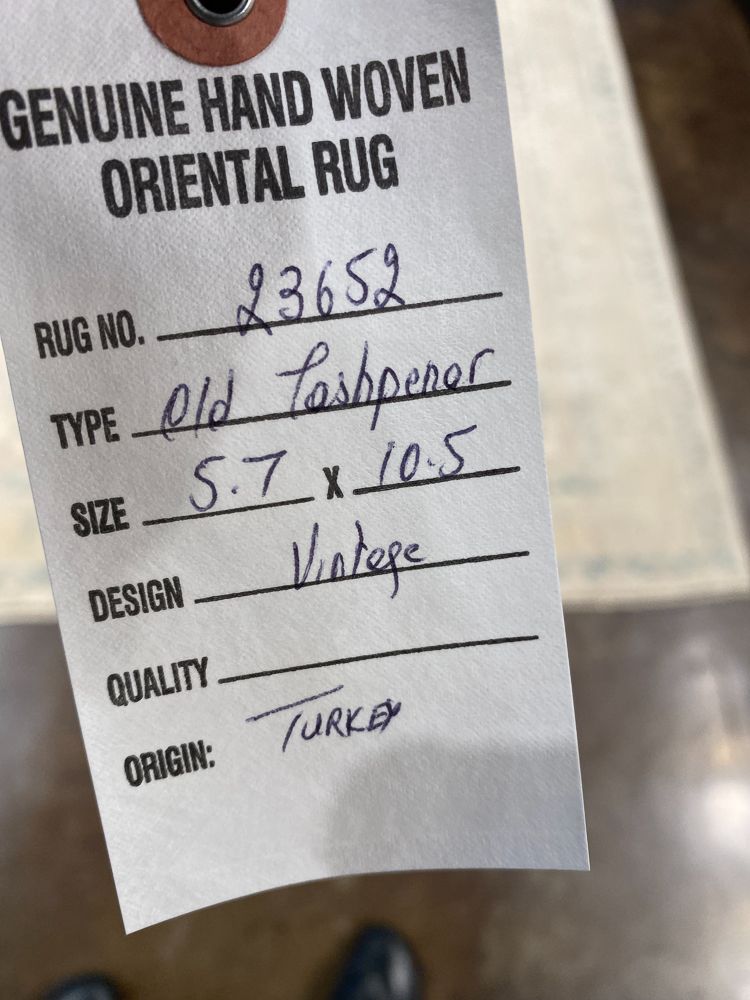 GENUINE HAND WOVEN
ORIENTAL RUG
RUG NO. 23652
TYPE Old Tashpenar
SIZE 5.7 X 10.5
DESIGN Vintage
QUALITY
ORIGIN: TURKEY